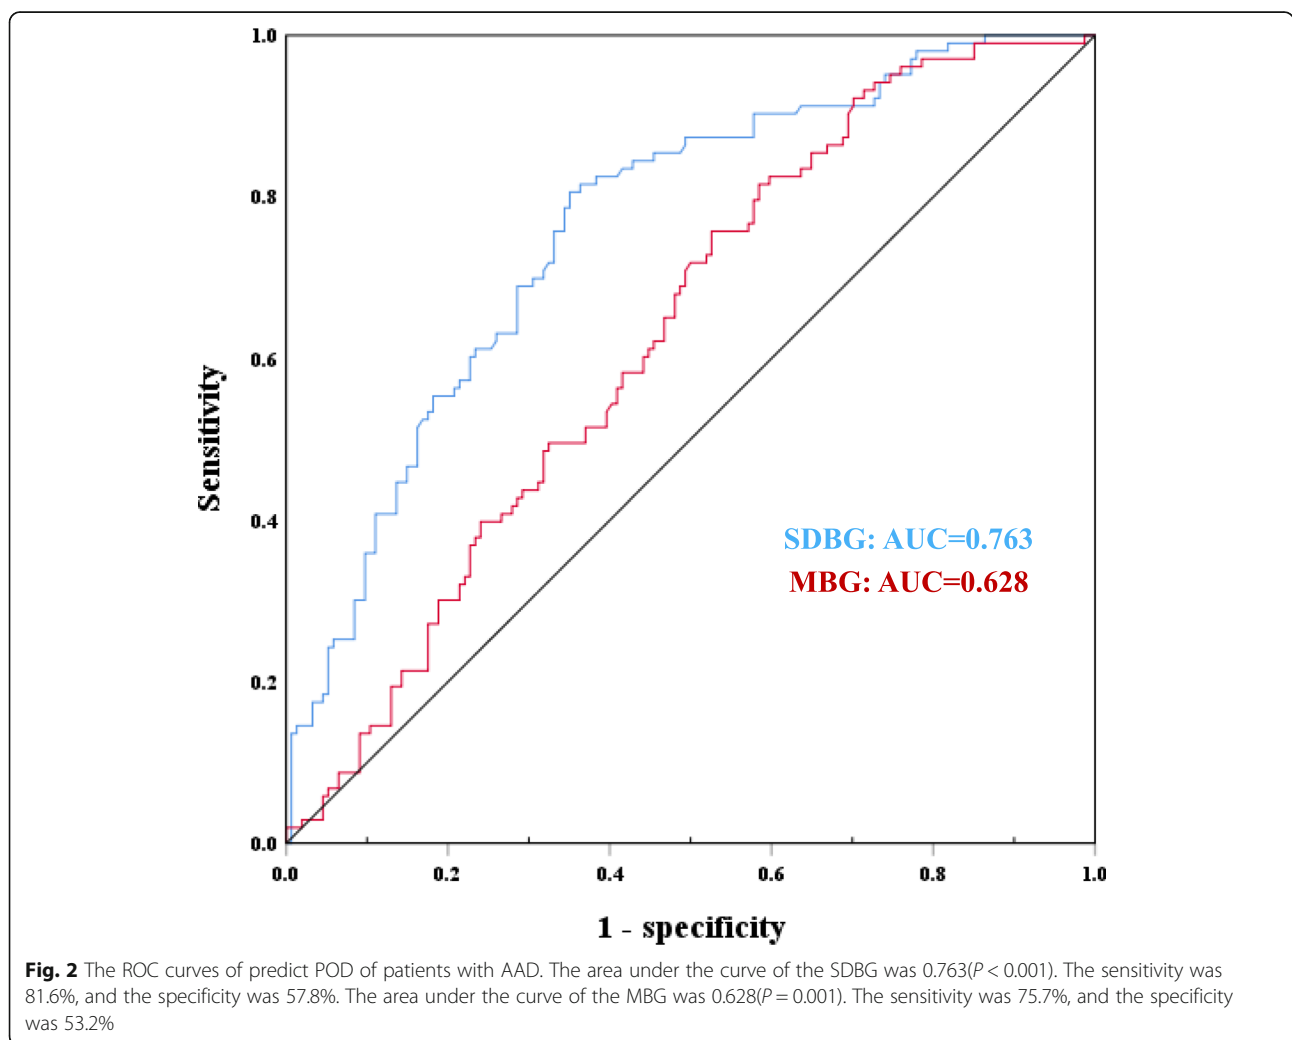 1.0
0.8
0.6
0.4
0.2
0.0
Sensitivity
SDBG: AUC=0.763
MBG: AUC=0.628
0.0 0.2 0.4 0.6 0.8 1.0
1 - specificity
Fig. 2 The ROC curves of predict POD of patients with AAD. The area under the curve of the SDBG was 0.763(P < 0.001). The sensitivity was
81.6%, and the specificity was 57.8%. The area under the curve of the MBG was 0.628(P = 0.001). The sensitivity was 75.7%, and the specificity
was 53.2%